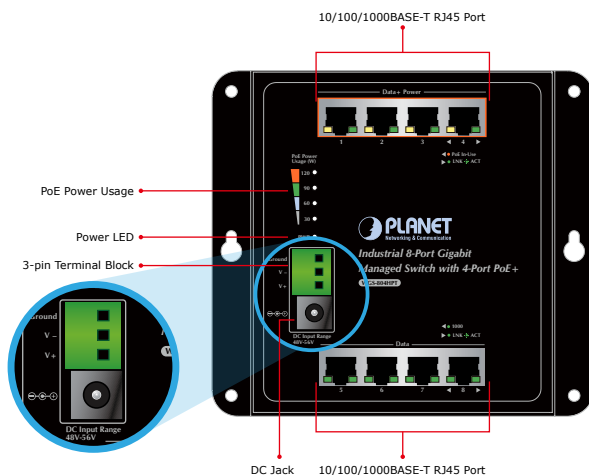 10/100/1000BASE-T RJ45 Port
Data+ Power
1 2 3 4
PoE Power
Usage (W)
PoE In-Use
LNK ACT
120
90
60
30
PoE Power Usage
Power LED
3-pin Terminal Block
PLANET
Networking & Communication
Industrial 8-Port Gigabit
Managed Switch with 4-Port PoE+
WGS-804HPT
Ground
V –
V+
DC Input Range
48V-56V
1000
LNK ACT
Data
5 6 7 8
Ground
V –
V+
DC Input Range
48V-56V
DC Jack
10/100/1000BASE-T RJ45 Port